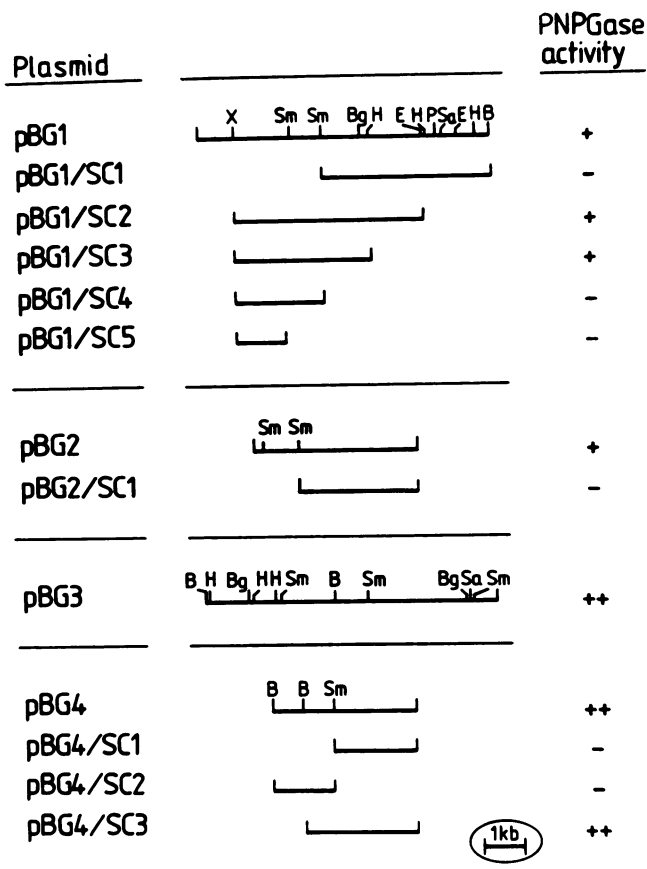 PNPGase
Plasmid activity
X Sm Sm Bg H E H P Sa E H B
pBG1 +
pBG1/SC1 -
pBG1/SC2 +
pBG1/SC3 +
pBG1/SC4 -
pBG1/SC5 -
Sm Sm
pBG2 +
pBG2/SC1 -
B H Bg H H Sm B Sm Bg Sa Sm
pBG3 ++
B B Sm
pBG4 ++
pBG4/SC1 -
pBG4/SC2 -
pBG4/SC3 ++
1kb